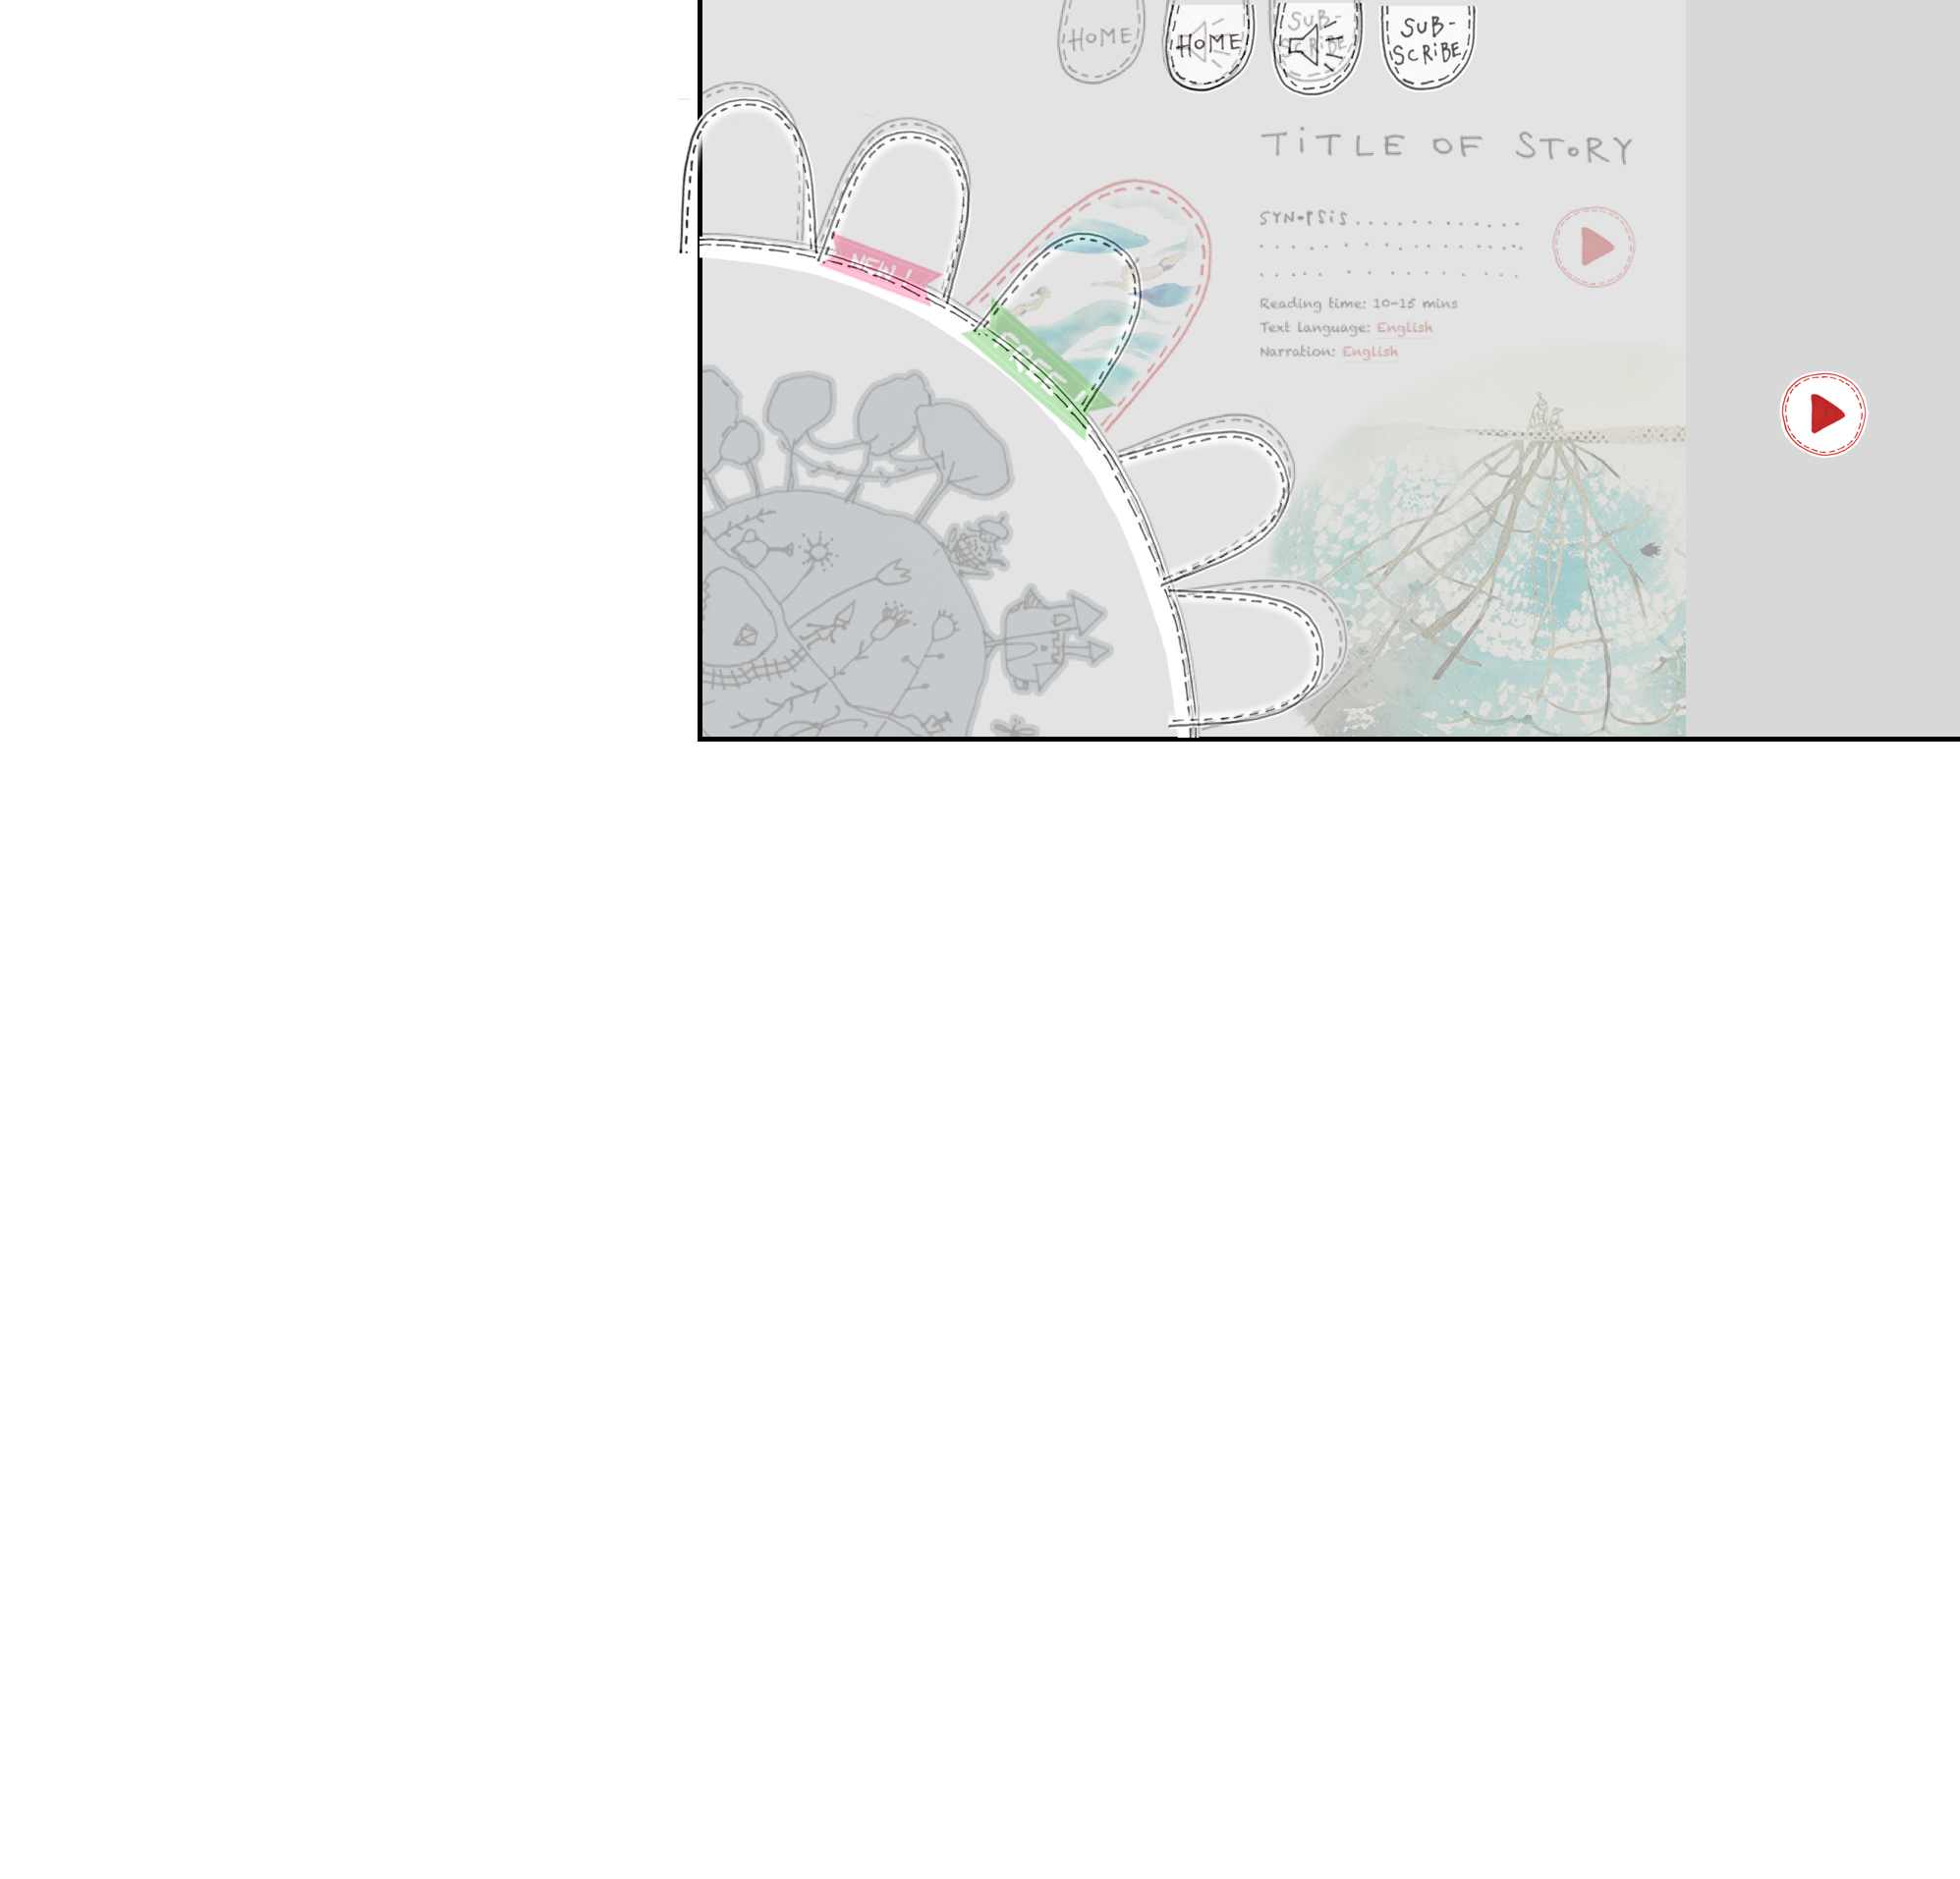 HOME
HOME
SUB-
SCRIBE
SUB-
SCRIBE
TITLE OF STORY
SYNOPSIS
Reading time: 10-15 mins
Text language: English
Narration: English
NEW !
FREE !